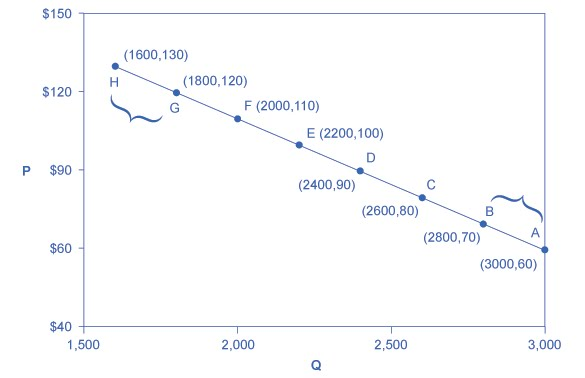 $150
(1600,130)
H
(1800,120)
$120
G
F (2000,110)
E (2200,100)
D
P
$90
(2400,90)
C
(2600,80)
B
(2800,70)
A
$60
(3000,60)
$40
1,500
2,000
2,500
3,000
Q